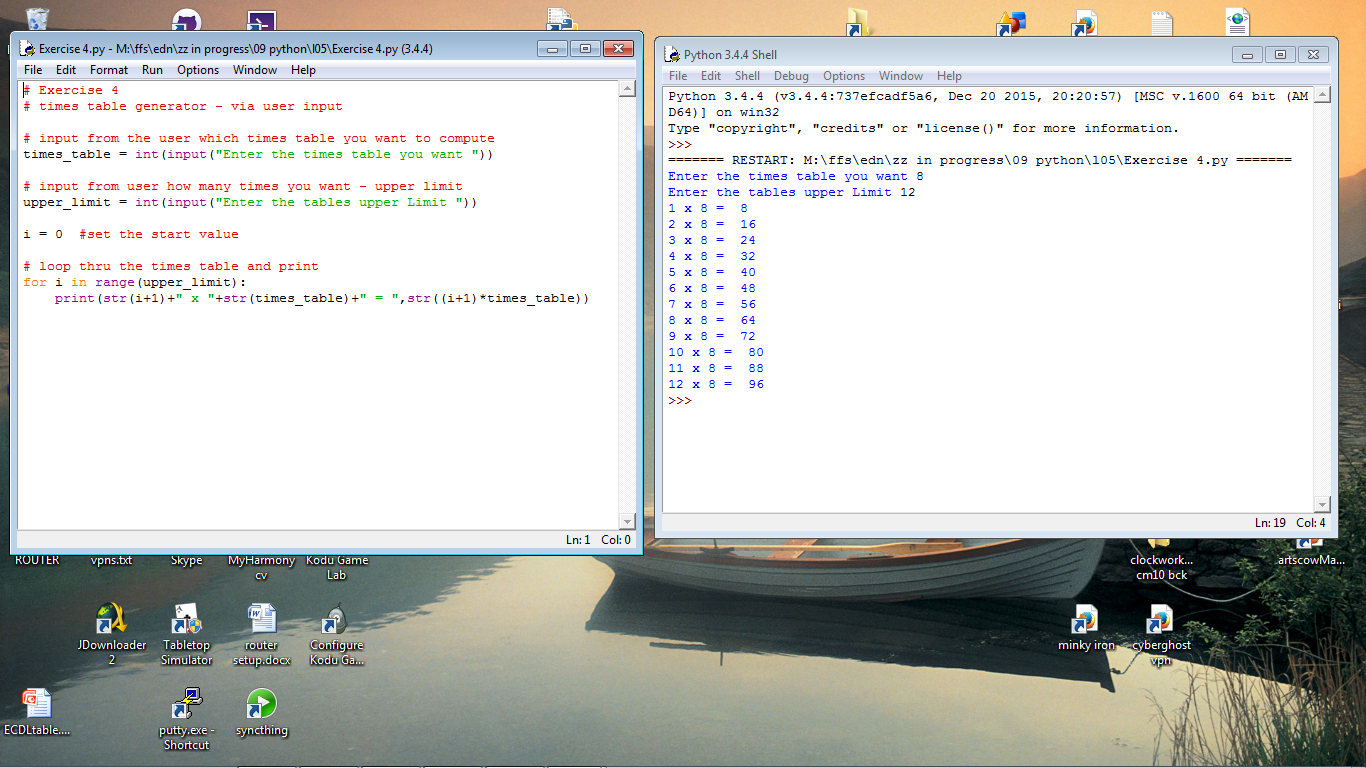 Exercise 4.py - M:\ffs\edn\zz in progress\09 python\l05\Exercise 4.py (3.4.4)
File Edit Format Run Options Window Help
# Exercise 4
# times table generator - via user input
# input from the user which times table you want to compute
times_table = int(input("Enter the times table you want "))
# input from user how many times you want - upper limit
upper_limit = int(input("Enter the tables upper Limit "))
i = 0  #set the start value
# loop thru the times table and print
for i in range(upper_limit):
    print(str(i+1)+" x "+str(times_table)+" = ",str((i+1)*times_table))
Ln: 1 Col: 0
Python 3.4.4 Shell
File Edit Shell Debug Options Window Help
Python 3.4.4 (v3.4.4:737efcadf5a6, Dec 20 2015, 20:20:57) [MSC v.1600 64 bit (AM
D64)] on win32
Type "copyright", "credits" or "license()" for more information.
>>>
======= RESTART: M:\ffs\edn\zz in progress\09 python\l05\Exercise 4.py =======
Enter the times table you want 8
Enter the tables upper Limit 12
1 x 8 =  8
2 x 8 =  16
3 x 8 =  24
4 x 8 =  32
5 x 8 =  40
6 x 8 =  48
7 x 8 =  56
8 x 8 =  64
9 x 8 =  72
10 x 8 =  80
11 x 8 =  88
12 x 8 =  96
>>>
Ln: 19 Col: 4
ROUTER
vpns.txt
Skype
MyHarmony
cv
Kodu Game
Lab
clockwork...
cm10 bck
artscowMa...
JDownloader
2
Tabletop
Simulator
router
setup.docx
Configure
Kodu Ga...
minky iron
cyberghost
vpn
ECDLtable....
putty.exe -
Shortcut
syncthing